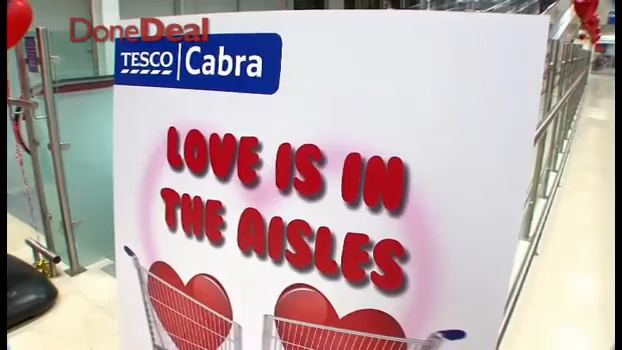 DoneDeal
TESCO | Cabra
LOVE IS IN
THE AISLES